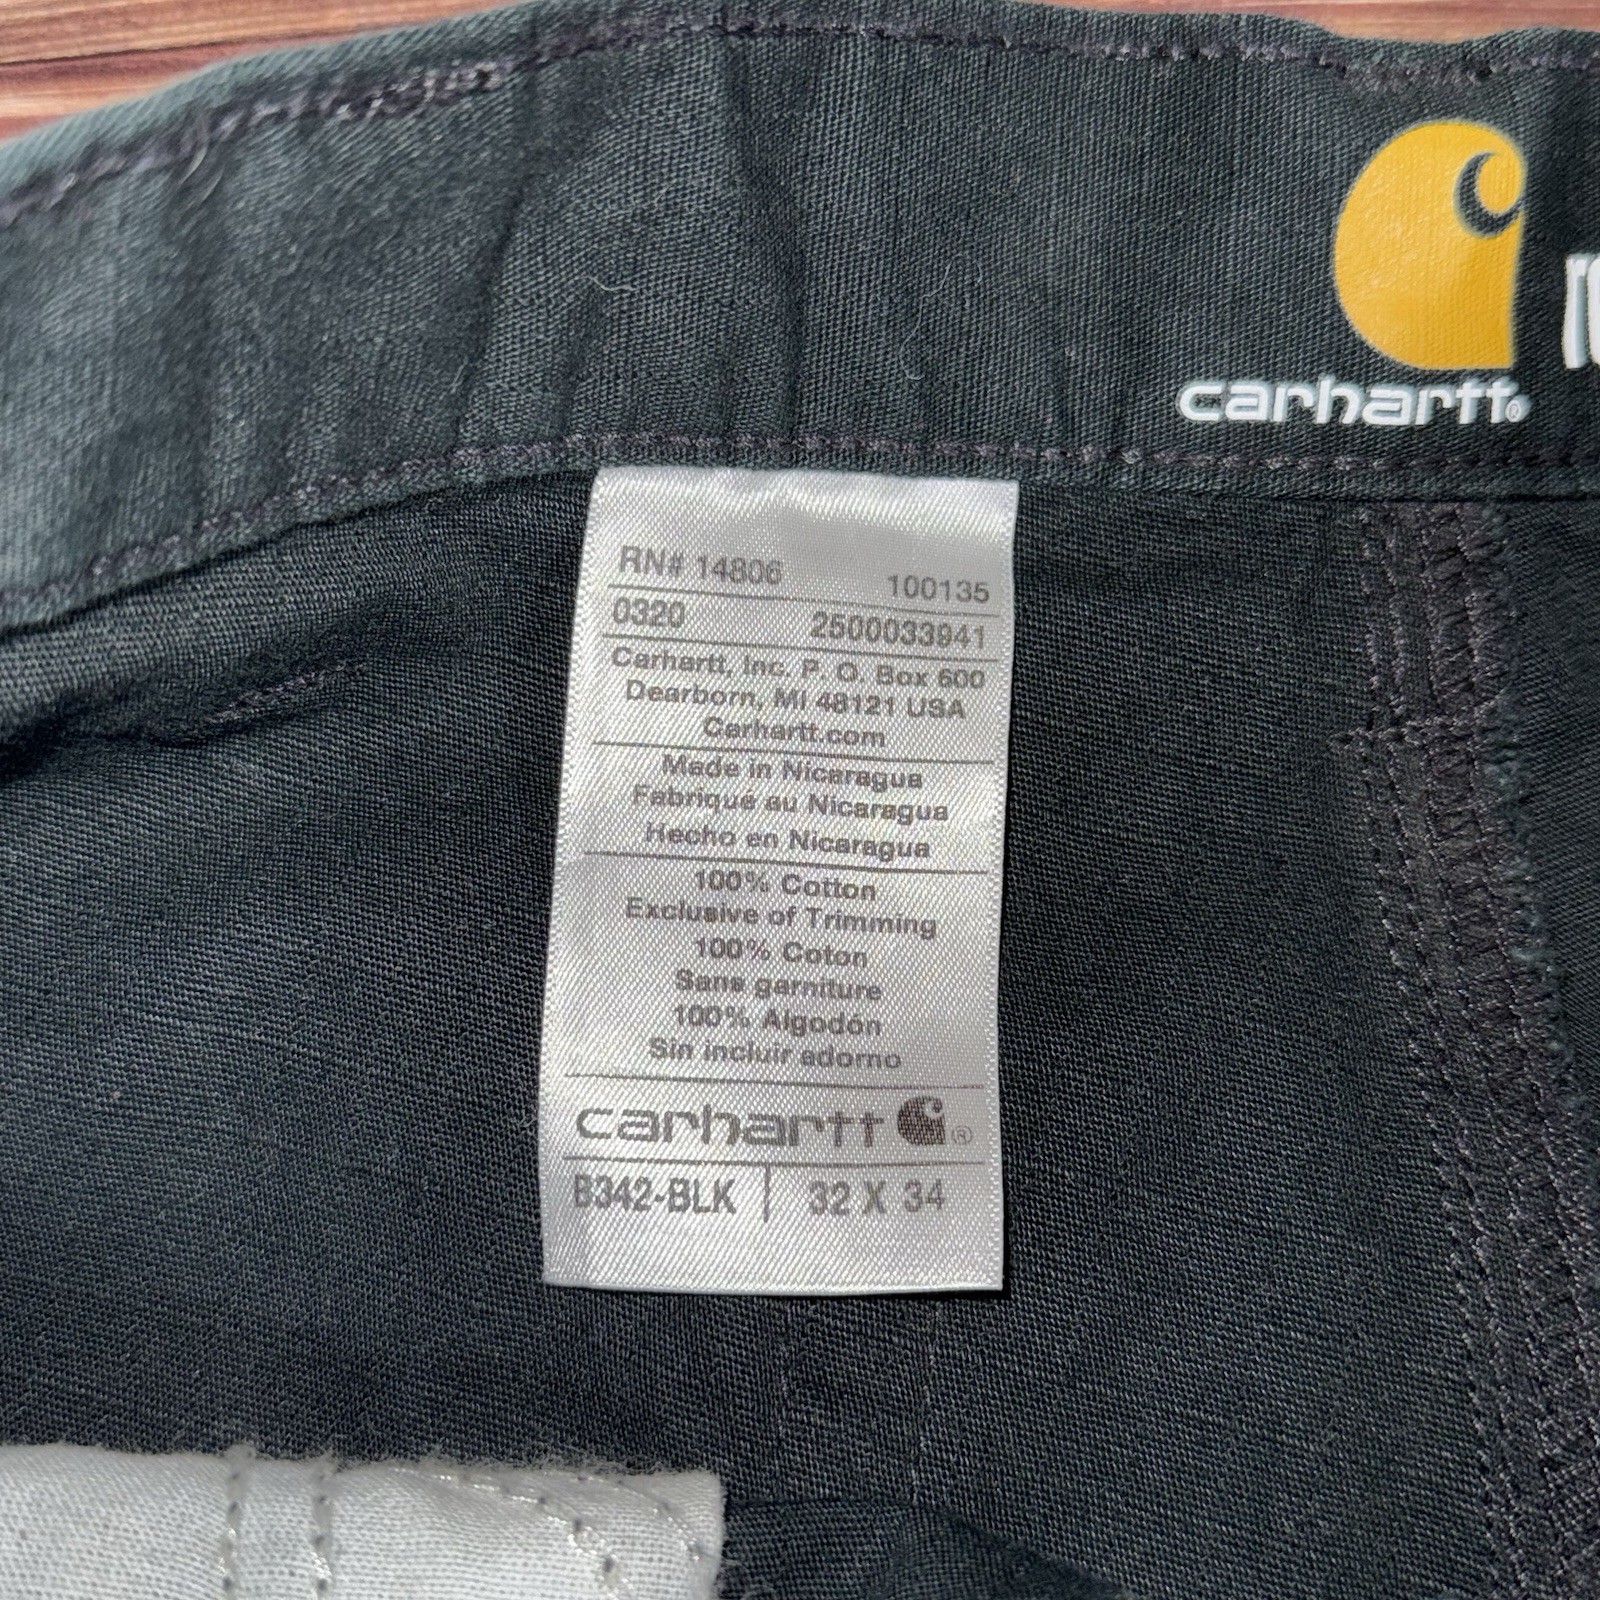 carhartt®
RN# 14806 100135
0320 2500033941
Carhartt, Inc. P. O. Box 600
Dearborn, MI 48121 USA
Carhartt.com
Made in Nicaragua
Fabriqué au Nicaragua
Hecho en Nicaragua
100% Cotton
Exclusive of Trimming
100% Coton
Sans garniture
100% Algodón
Sin incluir adorno
carhartt ®
B342-BLK | 32 X 34